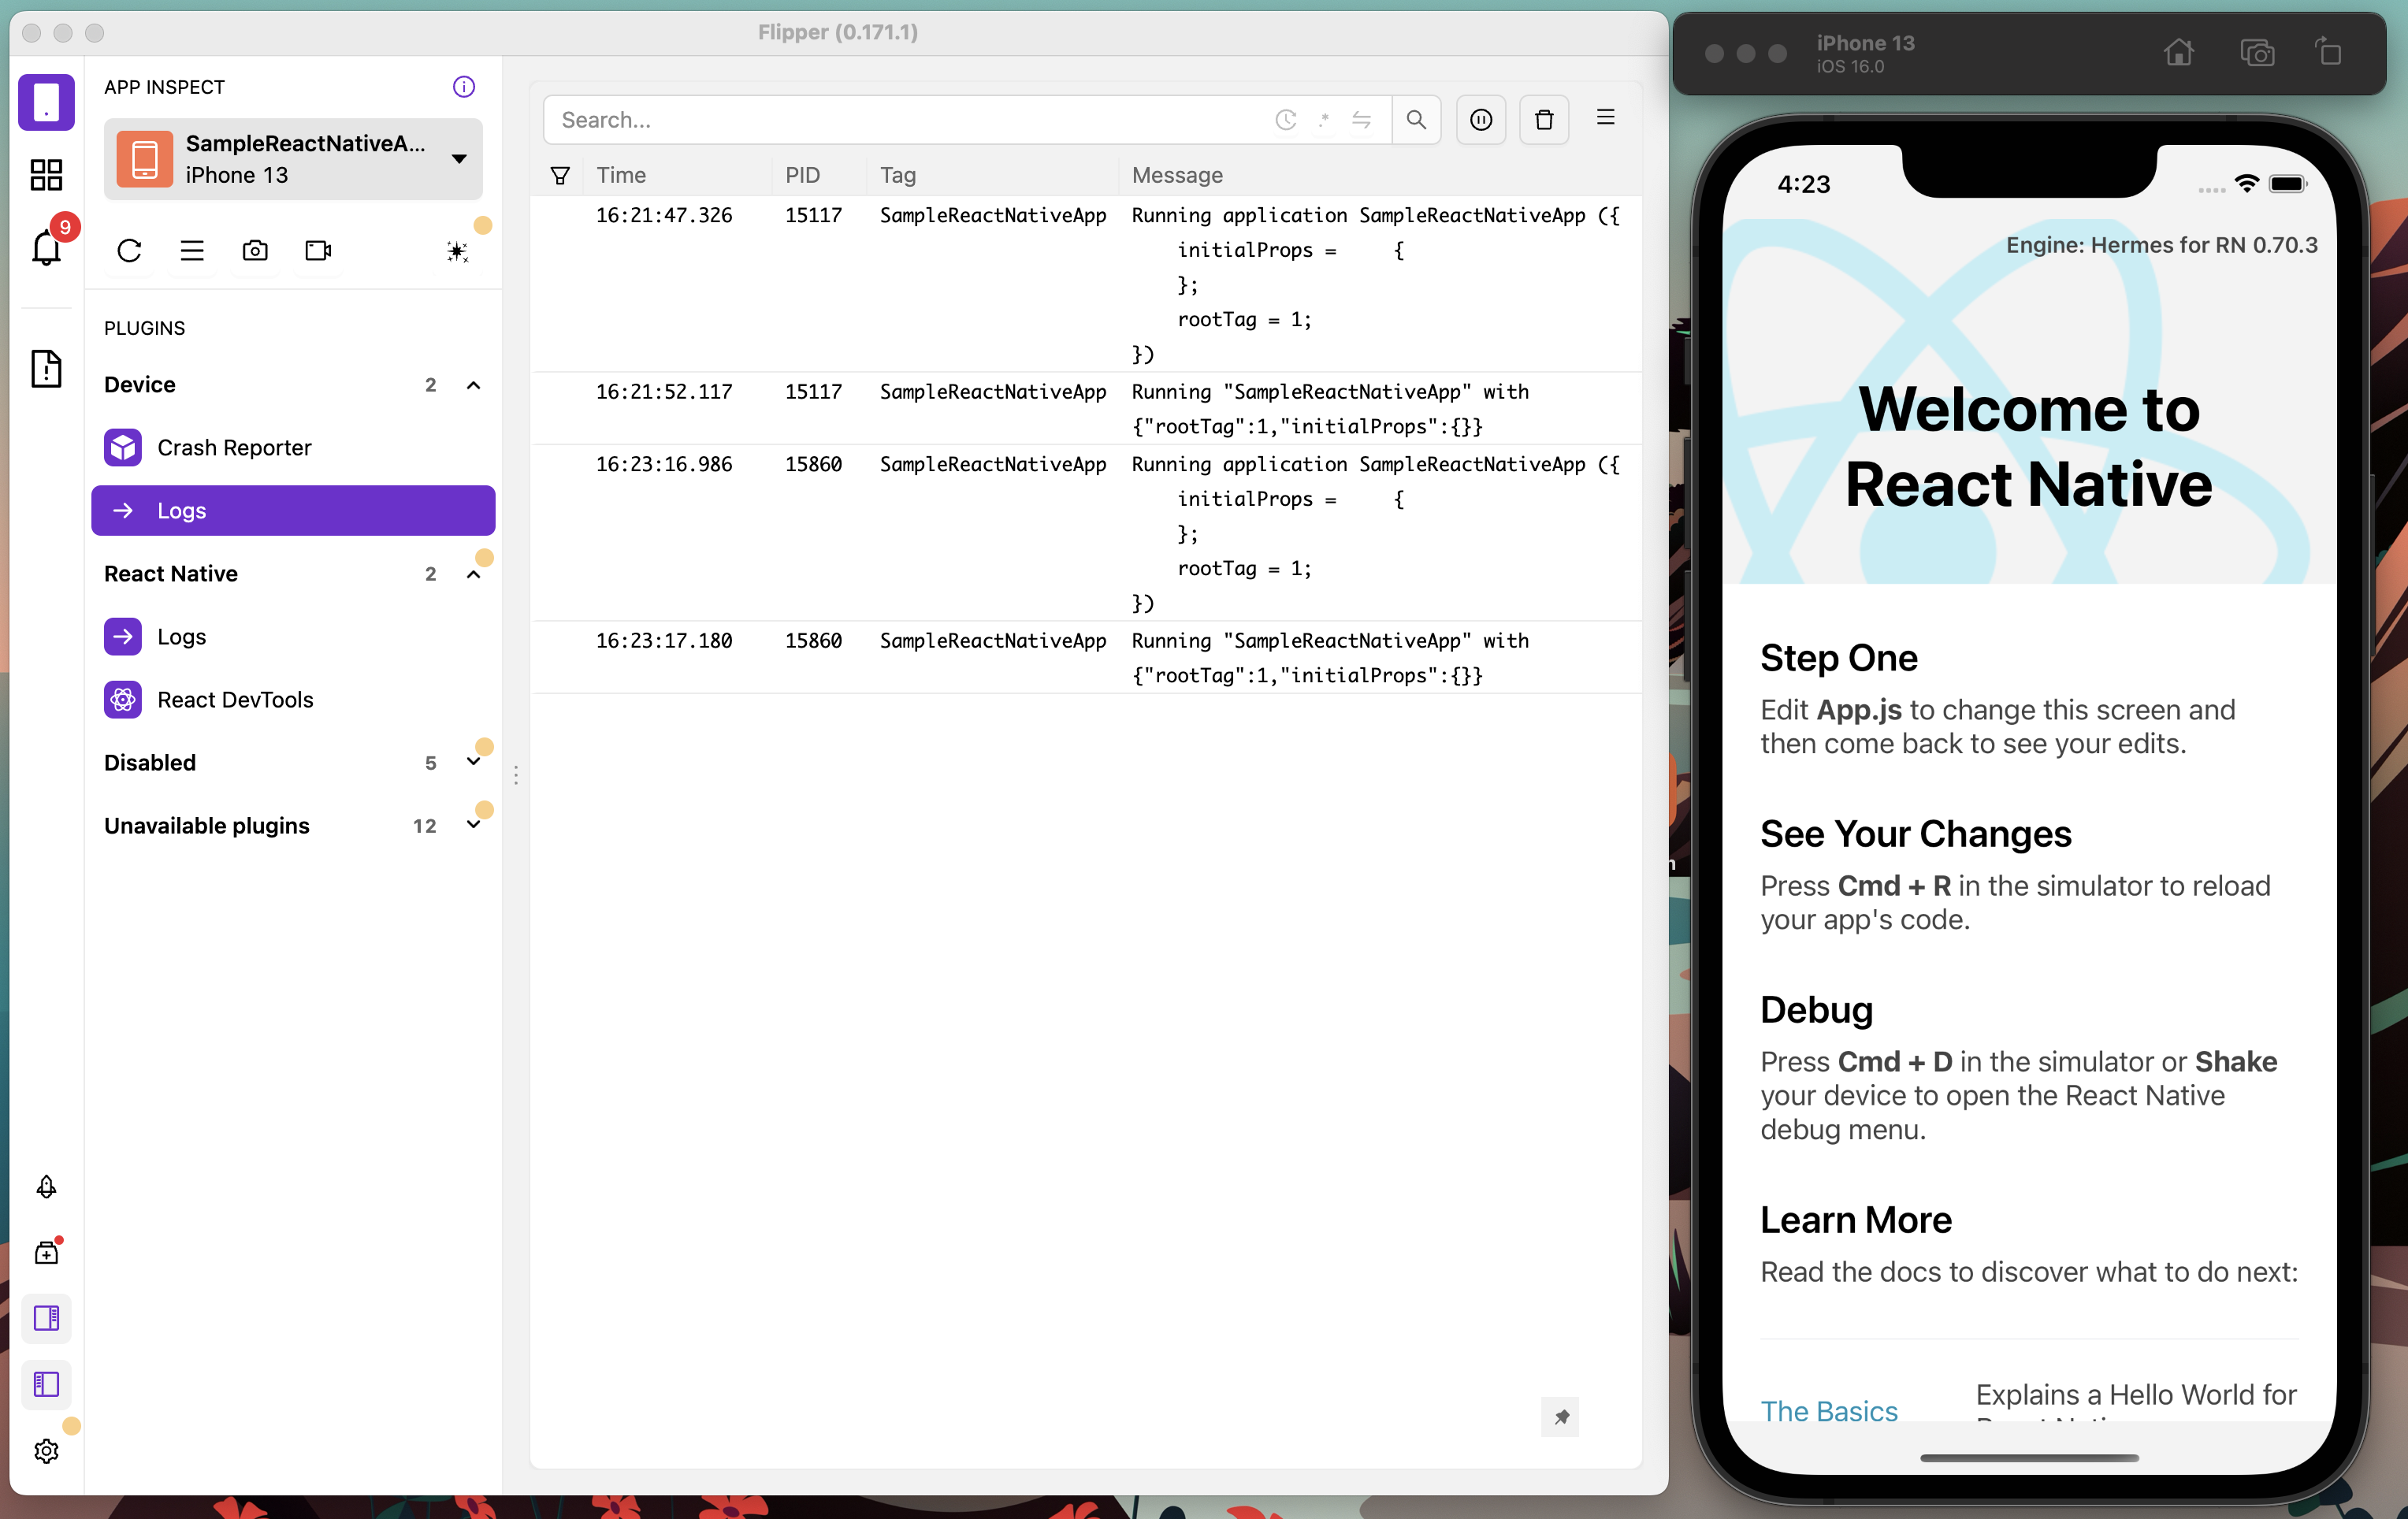 Flipper (0.171.1)
APP INSPECT
SampleReactNativeA...
iPhone 13
9
PLUGINS
Device 2
Crash Reporter
Logs
React Native 2
Logs
React DevTools
Disabled 5
Unavailable plugins 12
Search...
.*
Time PID Tag Message
16:21:47.326 15117 SampleReactNativeApp Running application SampleReactNativeApp ({
initialProps = {
};
rootTag = 1;
})
16:21:52.117 15117 SampleReactNativeApp Running "SampleReactNativeApp" with
{"rootTag":1,"initialProps":{}}
16:23:16.986 15860 SampleReactNativeApp Running application SampleReactNativeApp ({
initialProps = {
};
rootTag = 1;
})
16:23:17.180 15860 SampleReactNativeApp Running "SampleReactNativeApp" with
{"rootTag":1,"initialProps":{}}
iPhone 13
iOS 16.0
4:23
Engine: Hermes for RN 0.70.3
Welcome to
React Native
Step One
Edit App.js to change this screen and
then come back to see your edits.
See Your Changes
Press Cmd + R in the simulator to reload
your app's code.
Debug
Press Cmd + D in the simulator or Shake
your device to open the React Native
debug menu.
Learn More
Read the docs to discover what to do next:
The Basics
Explains a Hello World for